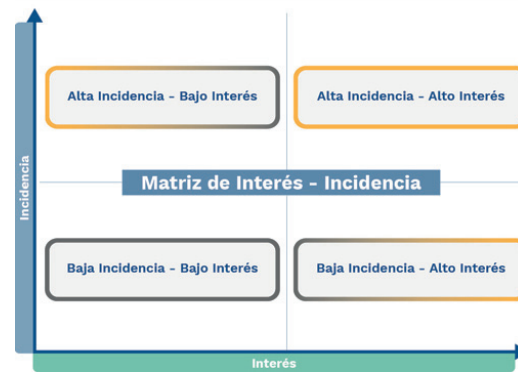 Alta Incidencia - Bajo Interés
Alta Incidencia - Alto Interés
Incidencia
Matriz de Interés - Incidencia
Baja Incidencia - Bajo Interés
Baja Incidencia - Alto Interés
Interés